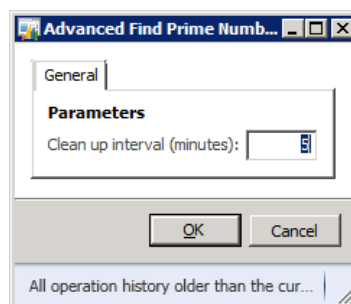 Advanced Find Prime Numb...
General
Parameters
Clean up interval (minutes): 5
OK Cancel
All operation history older than the cur...